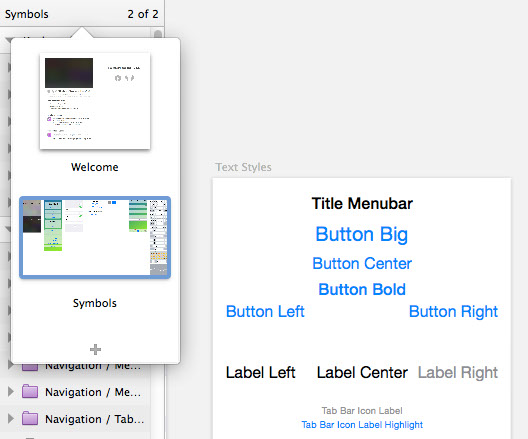 Symbols 2 of 2
Welcome
Symbols
Navigation / Me...
Navigation / Me...
Navigation / Tab...
Text Styles
Title Menubar
Button Big
Button Center
Button Bold
Button Left Button Right
Label Left Label Center Label Right
Tab Bar Icon Label
Tab Bar Icon Label Highlight